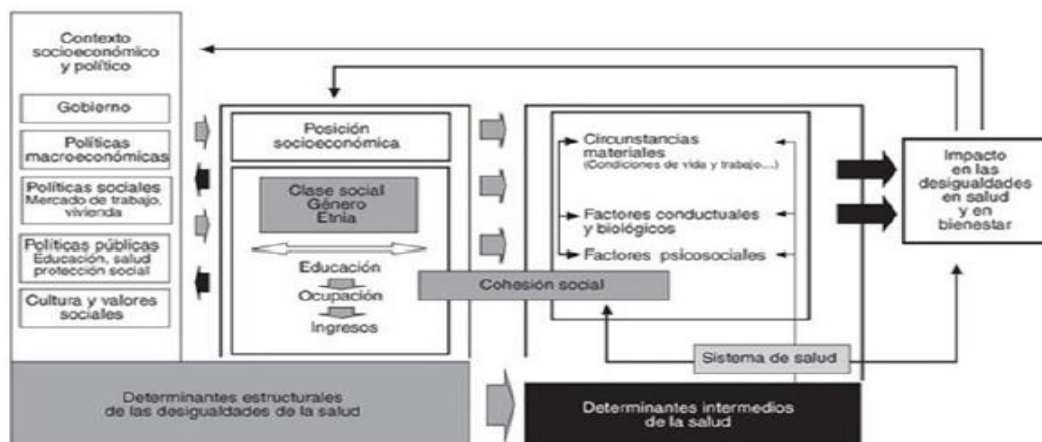 Contexto
socioeconómico
y político
Gobierno
Políticas
macroeconómicas
Políticas sociales
Mercado de trabajo,
vivienda
Políticas públicas
Educación, salud
protección social
Cultura y valores
sociales
Posición
socioeconómica
Clase social
Género
Etnia
Educación
Ocupación
Ingresos
Cohesión social
Circunstancias
materiales
(Condiciones de vida y trabajo...)
Factores conductuales
y biológicos
Factores psicosociales
Impacto
en las
desigualdades
en salud
y en
bienestar
Sistema de salud
Determinantes estructurales
de las desigualdades de la salud
Determinantes intermedios
de la salud